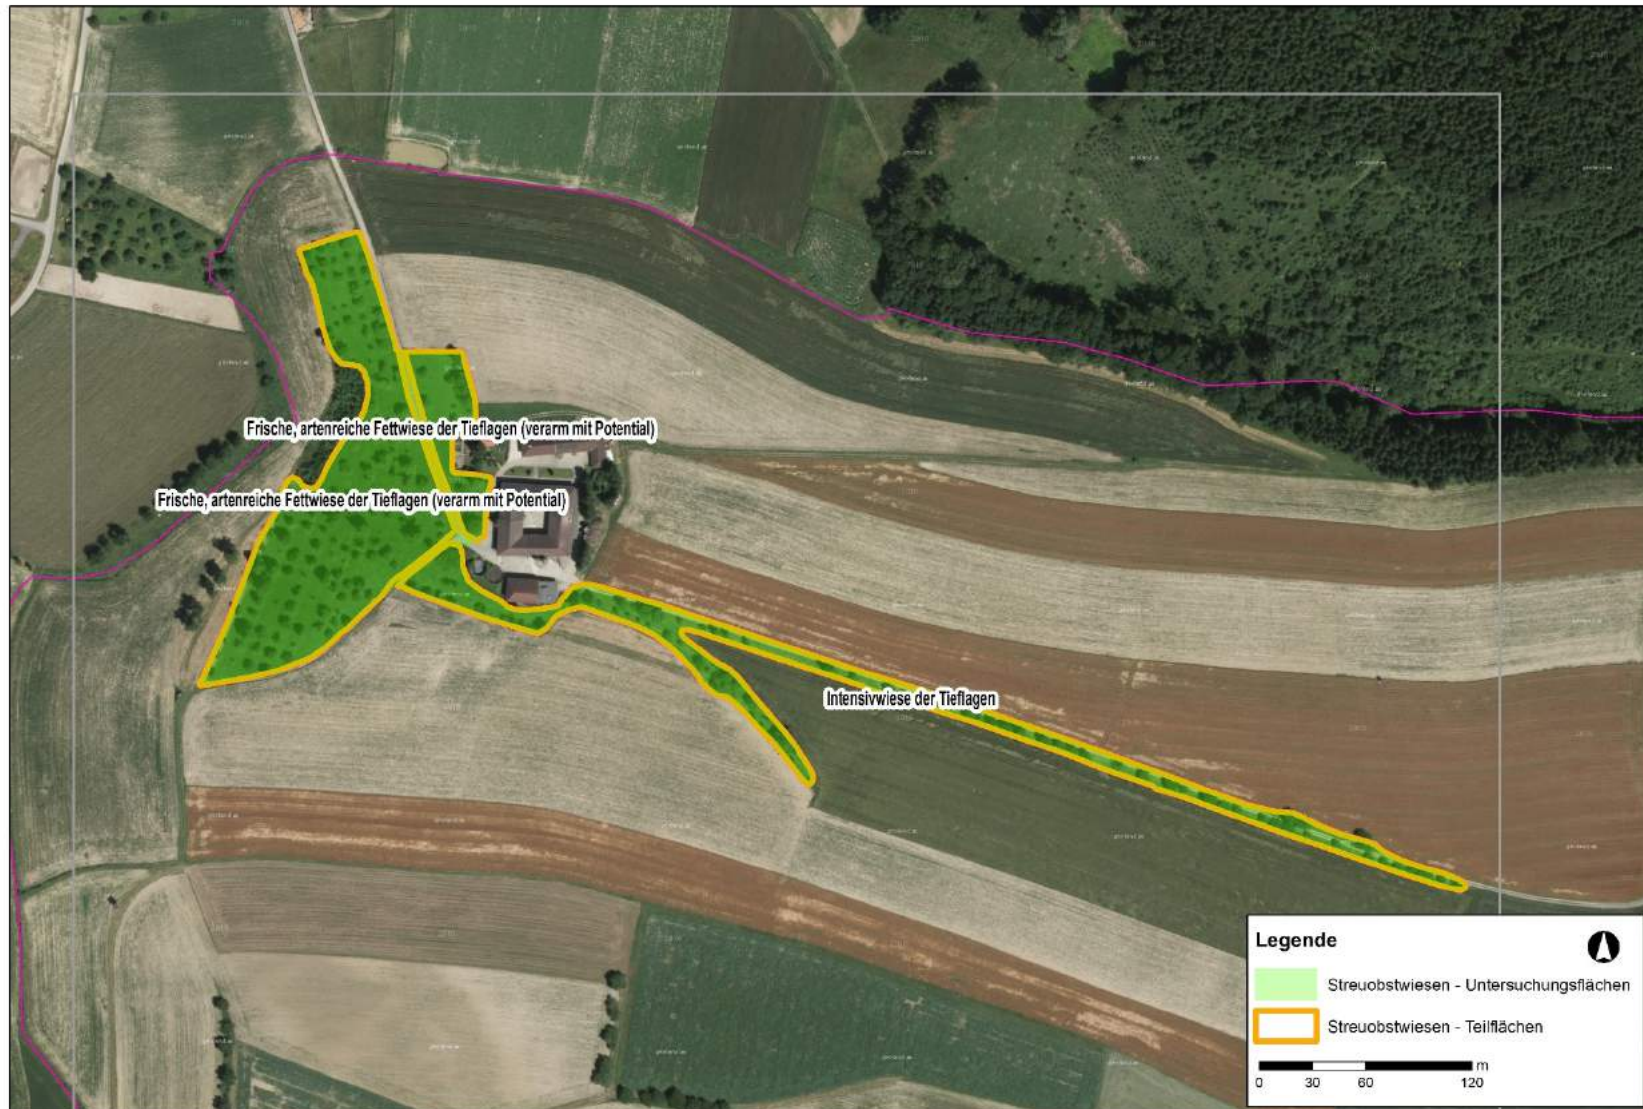 Frische, artenreiche Fettwiese der Tieflagen (verarm mit Potential)
Frische, artenreiche Fettwiese der Tieflagen (verarm mit Potential)
Intensivwiese der Tieflagen
Legende
Streuobstwiesen - Untersuchungsflächen
Streuobstwiesen - Teilflächen
m
0 30 60 120